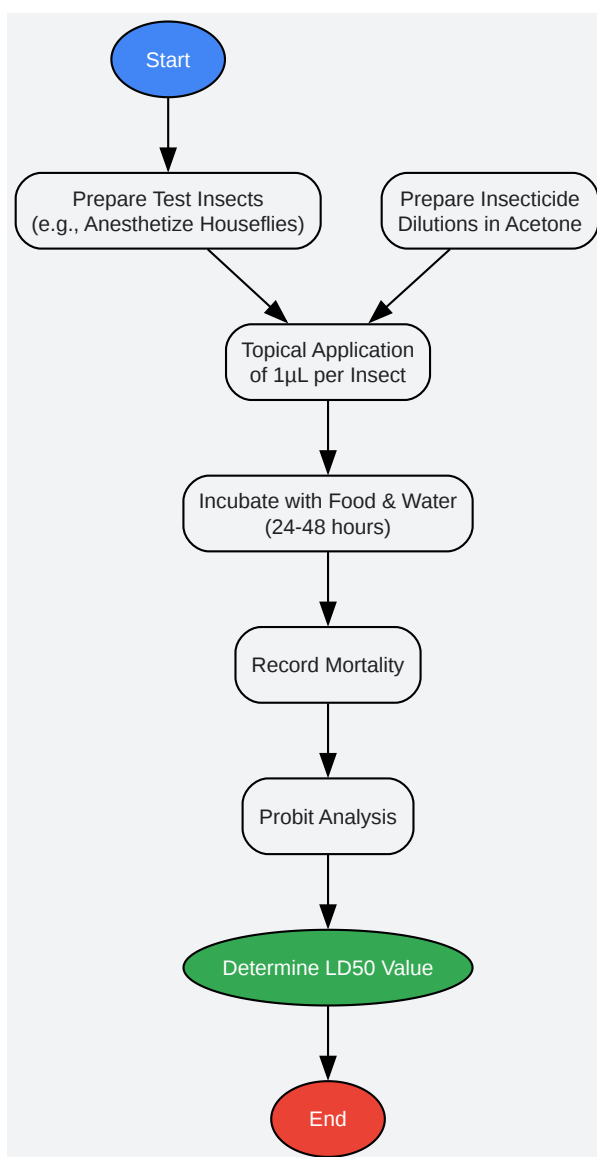 Start
Prepare Test Insects
(e.g., Anesthetize Houseflies)
Prepare Insecticide
Dilutions in Acetone
Topical Application
of 1µL per Insect
Incubate with Food & Water
(24-48 hours)
Record Mortality
Probit Analysis
Determine LD50 Value
End